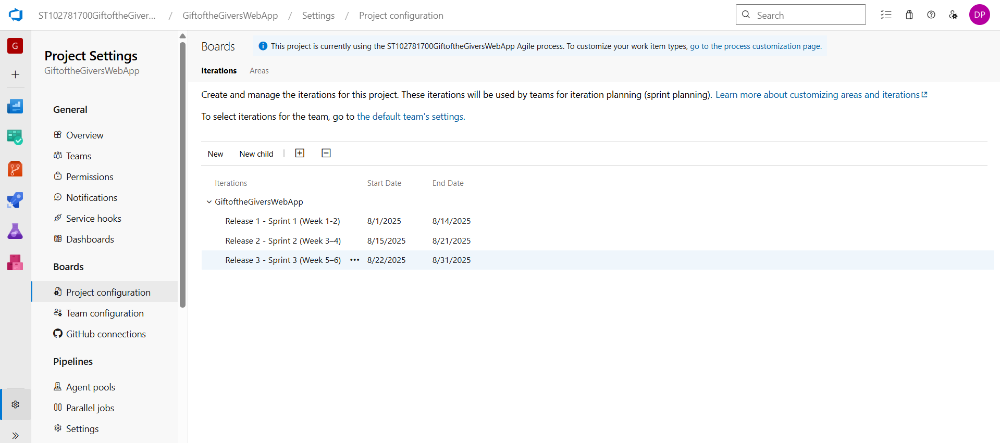 ST102781700GiftoftheGiver... / GiftoftheGiversWebApp / Settings / Project configuration
Search
DP
G
Project Settings
GiftoftheGiversWebApp
General
Overview
Teams
Permissions
Notifications
Service hooks
Dashboards
Boards
Project configuration
Team configuration
GitHub connections
Pipelines
Agent pools
Parallel jobs
Settings
Boards
This project is currently using the ST102781700GiftoftheGiversWebApp Agile process. To customize your work item types, go to the process customization page.
Iterations Areas
Create and manage the iterations for this project. These iterations will be used by teams for iteration planning (sprint planning). Learn more about customizing areas and iterations
To select iterations for the team, go to the default team's settings.
New New child
Iterations Start Date End Date
GiftoftheGiversWebApp
Release 1 - Sprint 1 (Week 1-2) 8/1/2025 8/14/2025
Release 2 - Sprint 2 (Week 3–4) 8/15/2025 8/21/2025
Release 3 - Sprint 3 (Week 5–6) ••• 8/22/2025 8/31/2025